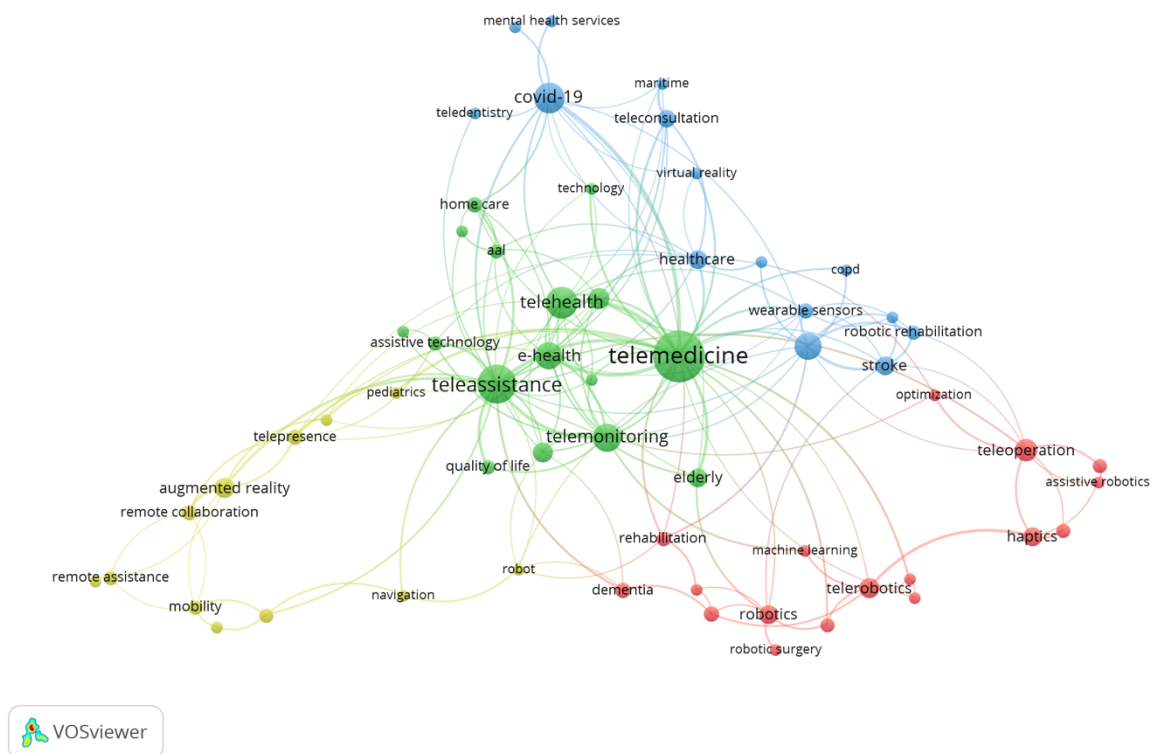 mental health services
covid-19
maritime
teledentistry
teleconsultation
virtual reality
technology
home care
aal
healthcare
copd
telehealth
wearable sensors
robotic rehabilitation
assistive technology
e-health
telemedicine
stroke
teleassistance
pediatrics
optimization
telepresence
telemonitoring
teleoperation
quality of life
elderly
assistive robotics
augmented reality
remote collaboration
rehabilitation
haptics
machine learning
remote assistance
robot
dementia
telerobotics
navigation
mobility
robotics
robotic surgery
VOSviewer